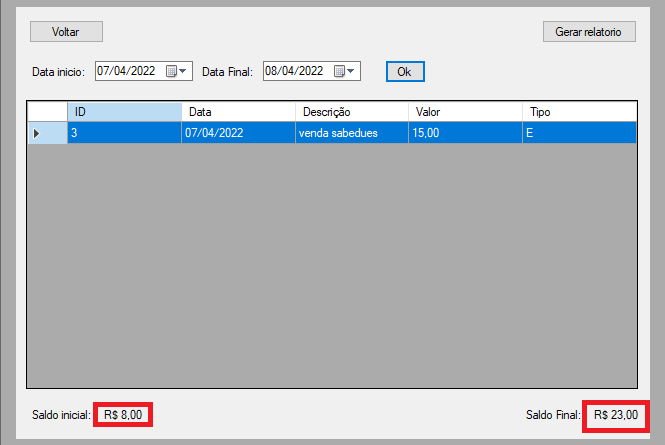 Voltar Gerar relatorio
Data inicio: 07/04/2022 Data Final: 08/04/2022 Ok
ID Data Descrição Valor Tipo
3 07/04/2022 venda sabedues 15,00 E
Saldo inicial: R$ 8,00 Saldo Final: R$ 23,00